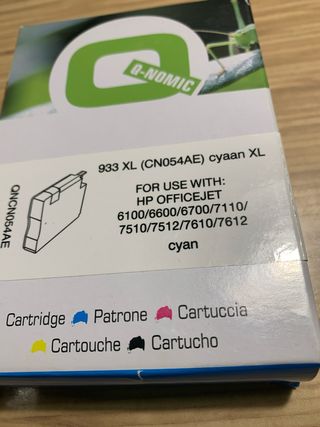 Q-NOMIC
QNCN054AE
933 XL (CN054AE) cyaan XL
FOR USE WITH:
HP OFFICEJET
6100/6600/6700/7110/
7510/7512/7610/7612
cyan
Cartridge Patrone Cartuccia
Cartouche Cartucho